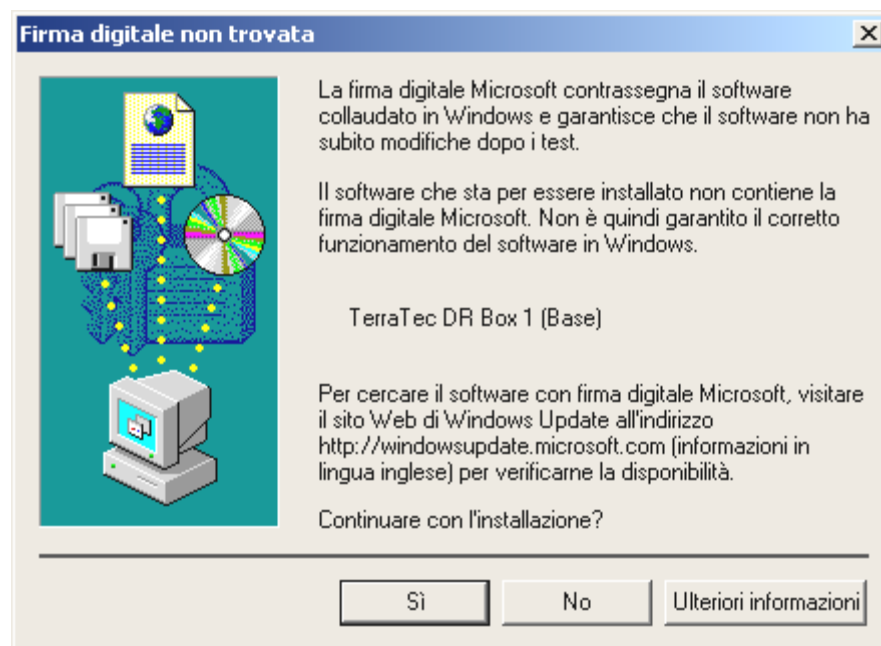 Firma digitale non trovata
La firma digitale Microsoft contrassegna il software
collaudato in Windows e garantisce che il software non ha
subito modifiche dopo i test.
Il software che sta per essere installato non contiene la
firma digitale Microsoft. Non è quindi garantito il corretto
funzionamento del software in Windows.
TerraTec DR Box 1 (Base)
Per cercare il software con firma digitale Microsoft, visitare
il sito Web di Windows Update all'indirizzo
http://windowsupdate.microsoft.com (informazioni in
lingua inglese) per verificarne la disponibilità.
Continuare con l'installazione?
Sì
No
Ulteriori informazioni